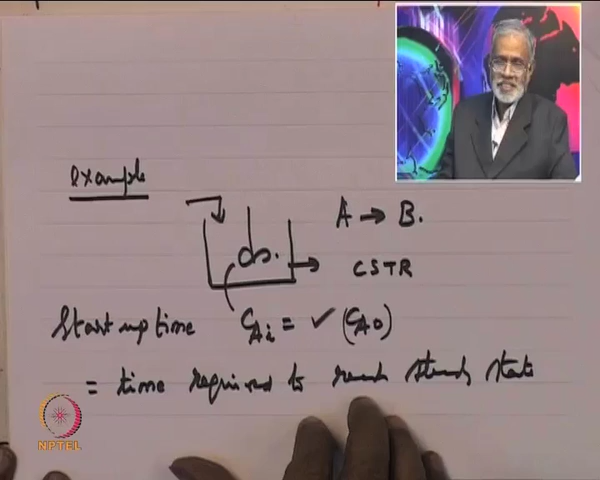 example
A → B.
CSTR
Start up time C_Ai = ✓ (C_A0)
= time required to reach steady state
NPTEL